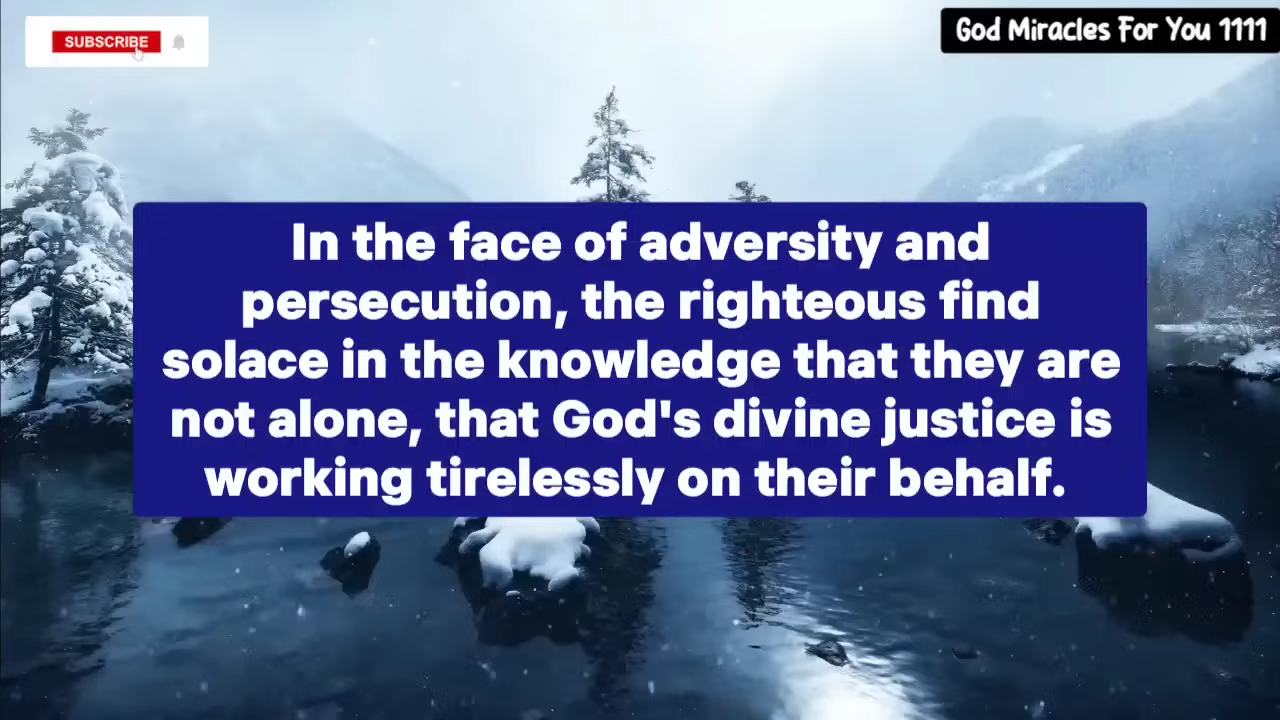 SUBSCRIBE
God Miracles For You 1111
In the face of adversity and
persecution, the righteous find
solace in the knowledge that they are
not alone, that God's divine justice is
working tirelessly on their behalf.